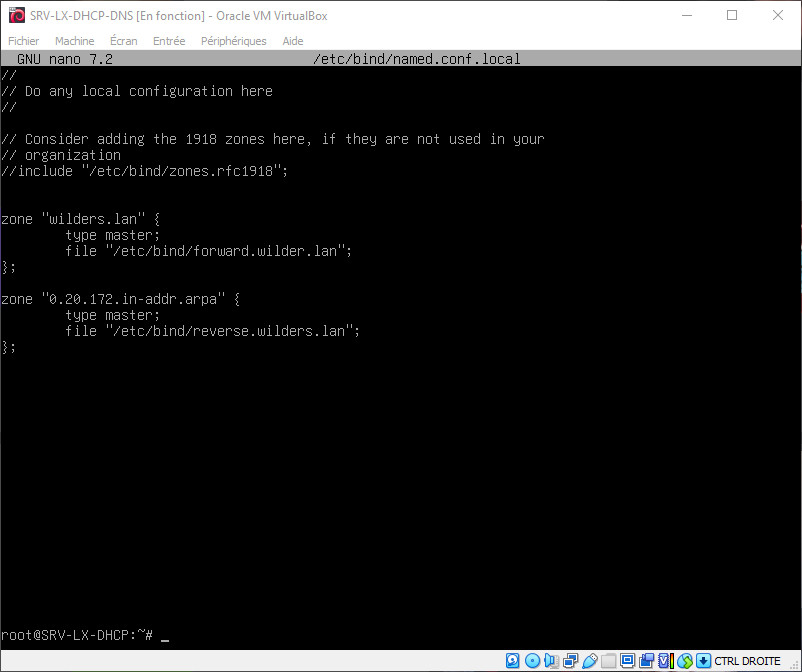 SRV-LX-DHCP-DNS [En fonction] - Oracle VM VirtualBox
Fichier Machine Écran Entrée Périphériques Aide
GNU nano 7.2 /etc/bind/named.conf.local
//
// Do any local configuration here
//
// Consider adding the 1918 zones here, if they are not used in your
// organization
//include "/etc/bind/zones.rfc1918";
zone "wilders.lan" {
type master;
file "/etc/bind/forward.wilder.lan";
};
zone "0.20.172.in-addr.arpa" {
type master;
file "/etc/bind/reverse.wilders.lan";
};
root@SRV-LX-DHCP:~# _
CTRL DROITE